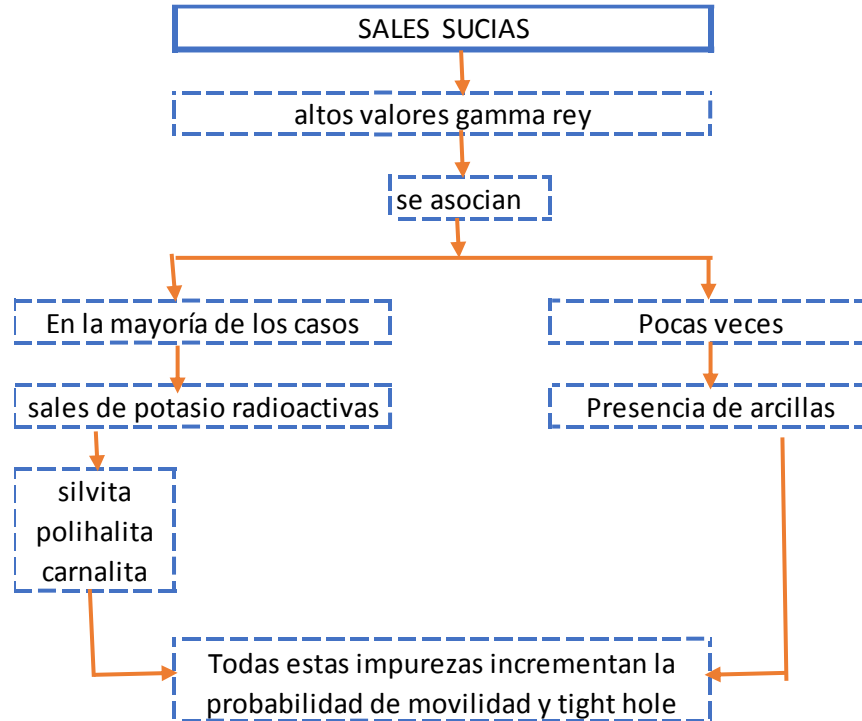 SALES SUCIAS
altos valores gamma rey
se asocian
En la mayoría de los casos
Pocas veces
sales de potasio radioactivas
Presencia de arcillas
silvita
polihalita
carnalita
Todas estas impurezas incrementan la
probabilidad de movilidad y tight hole